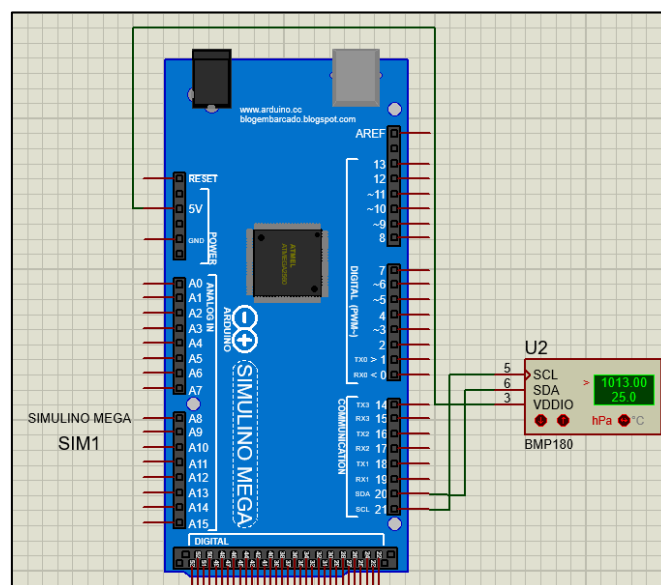 www.arduino.cc
blogembarcado.blogspot.com
AREF
RESET
5V
GND
POWER
13
12
~11
~10
~9
8
ATMEL
7
~6
~5
4
~3
2
TX0 > 1
RX0 < 0
DIGITAL (PWM~)
A0
A1
A2
A3
A4
A5
A6
A7
ANALOG IN
ARDUINO
SIMULINO MEGA
A8
A9
A10
A11
A12
A13
A14
A15
TX3 14
RX3 15
TX2 16
RX2 17
TX1 18
RX1 19
SDA 20
SCL 21
COMMUNICATION
DIGITAL
SIMULINO MEGA
SIM1
U2
5 SCL
6 SDA
3 VDDIO
> 1013.00
25.0
hPa °C
BMP180